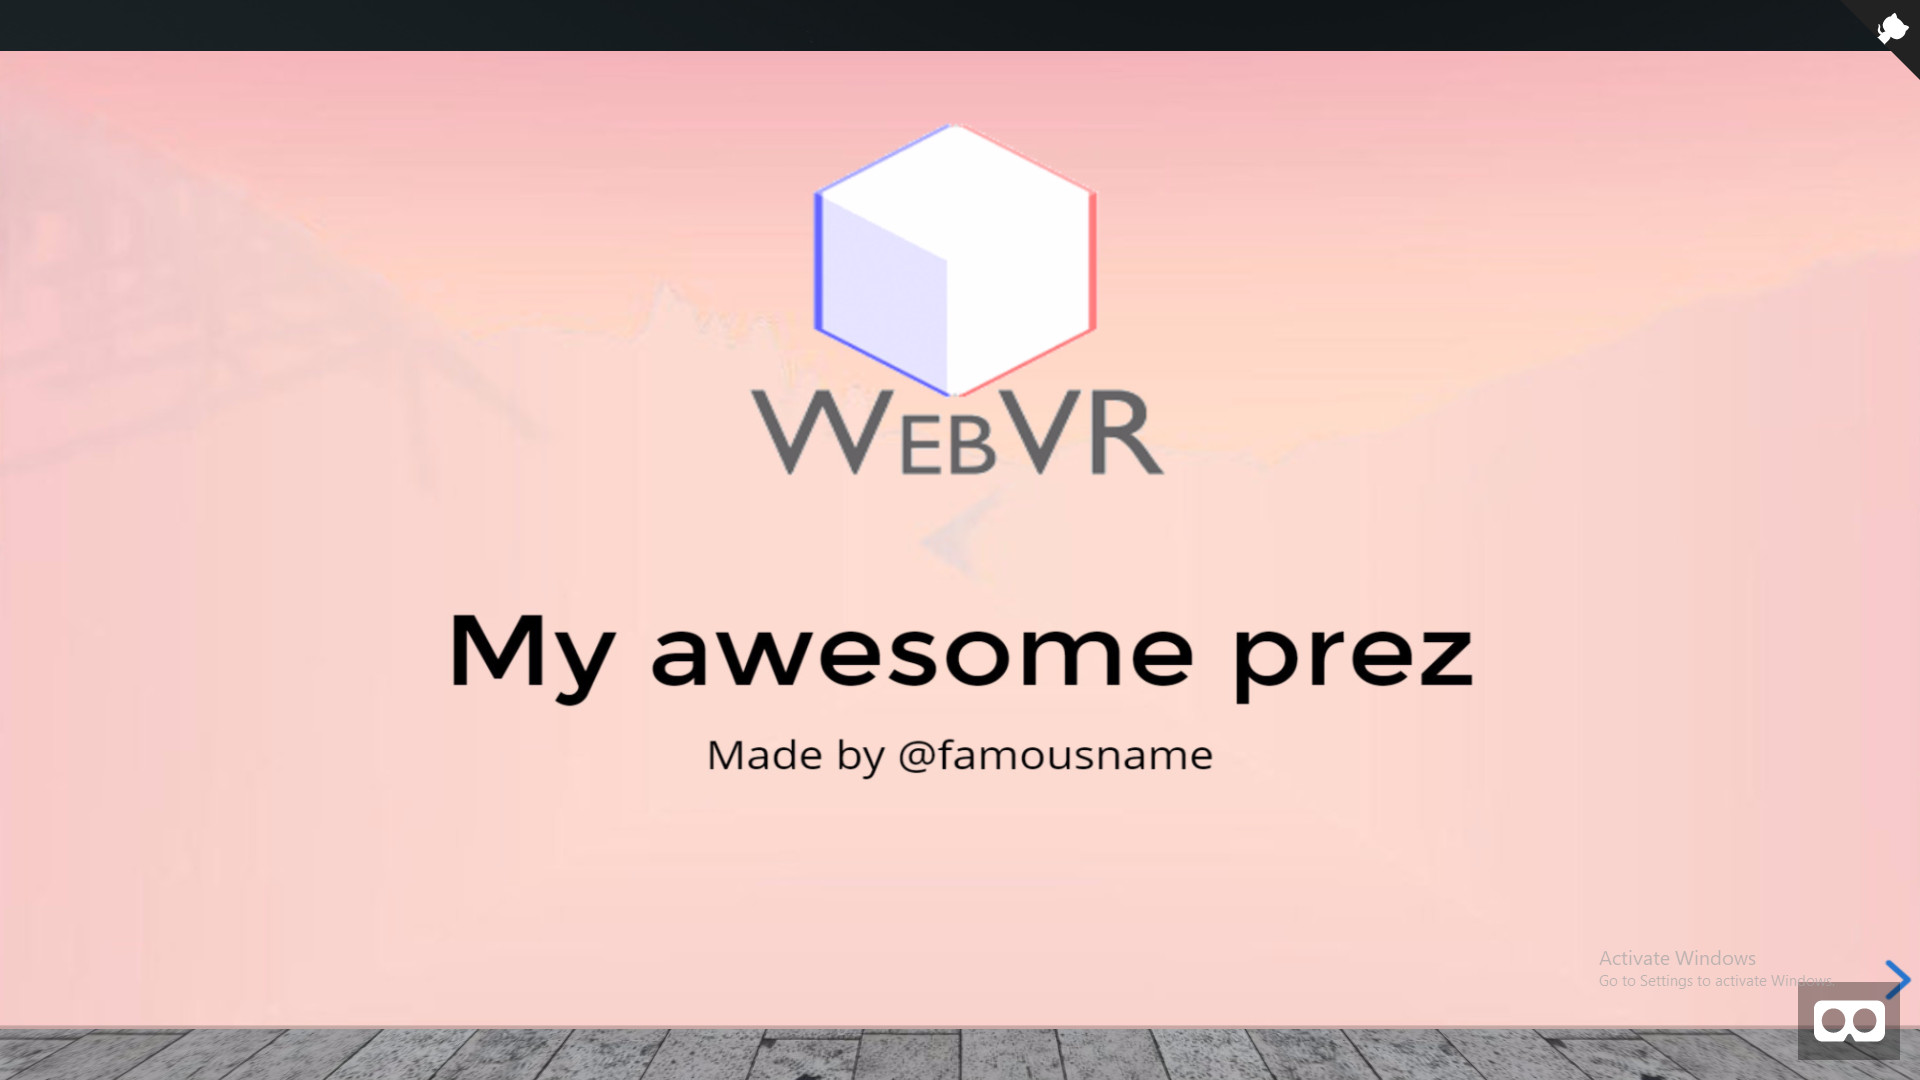 WEBVR
My awesome prez
Made by @famousname
Activate Windows
Go to Settings to activate Windows.